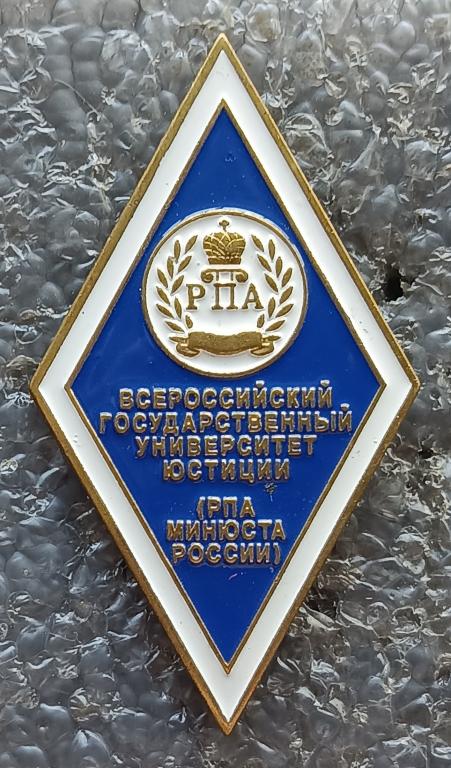 РПА
ВСЕРОССИЙСКИЙ
ГОСУДАРСТВЕННЫЙ
УНИВЕРСИТЕТ
ЮСТИЦИИ
(РПА
МИНЮСТА
РОССИИ)